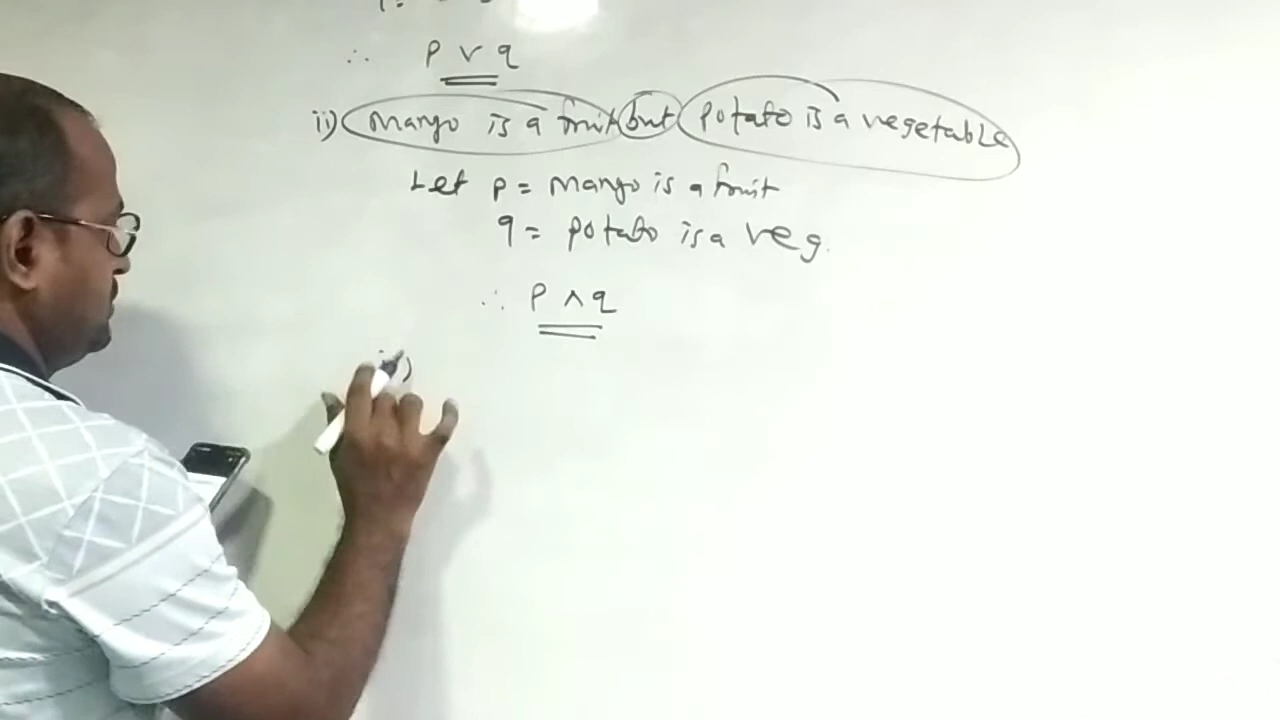 ∴ p ∨ q
ii) Mango is a fruit but potato is a vegetable
Let p = Mango is a fruit
q = potato is a veg.
∴ p ∧ q